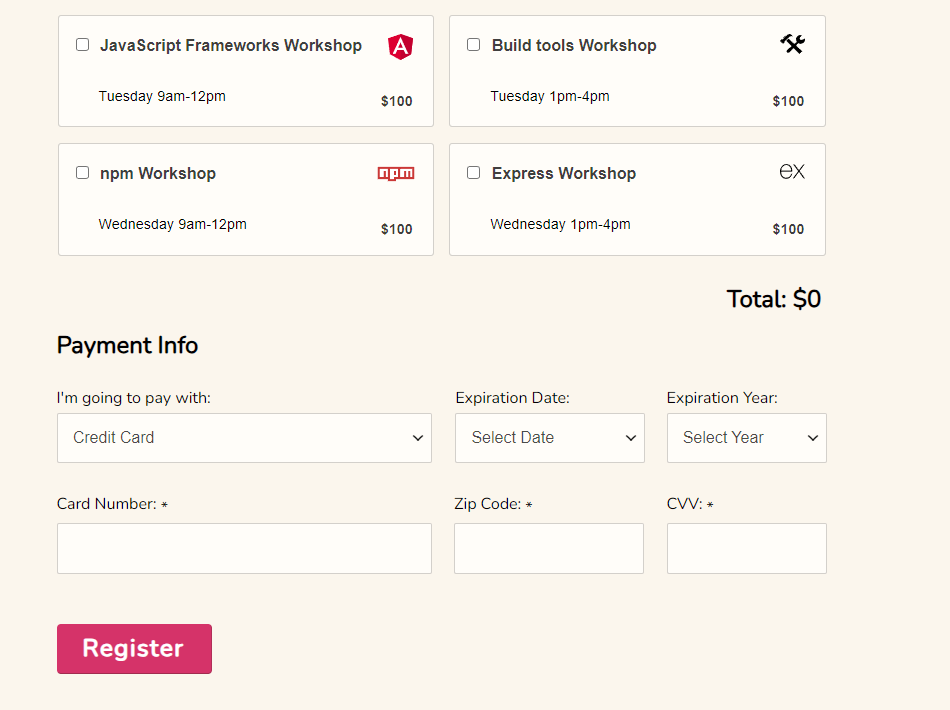 JavaScript Frameworks Workshop
A
Tuesday 9am-12pm
$100
Build tools Workshop
Tuesday 1pm-4pm
$100
npm Workshop
npm
Wednesday 9am-12pm
$100
Express Workshop
ex
Wednesday 1pm-4pm
$100
Total: $0
Payment Info
I'm going to pay with:
Credit Card
Expiration Date:
Select Date
Expiration Year:
Select Year
Card Number: *
Zip Code: *
CVV: *
Register